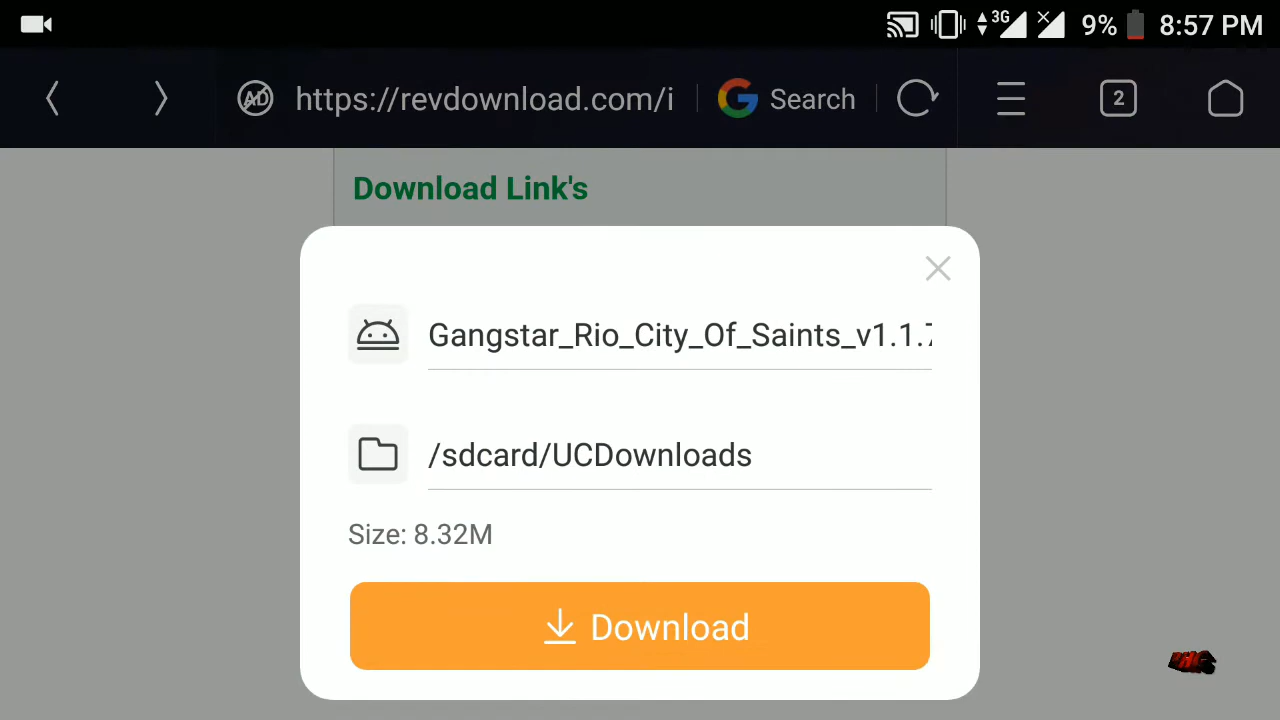 3G 9% 8:57 PM
AD https://revdownload.com/i Search 2
Download Link's
Gangstar_Rio_City_Of_Saints_v1.1.7
/sdcard/UCDownloads
Size: 8.32M
Download